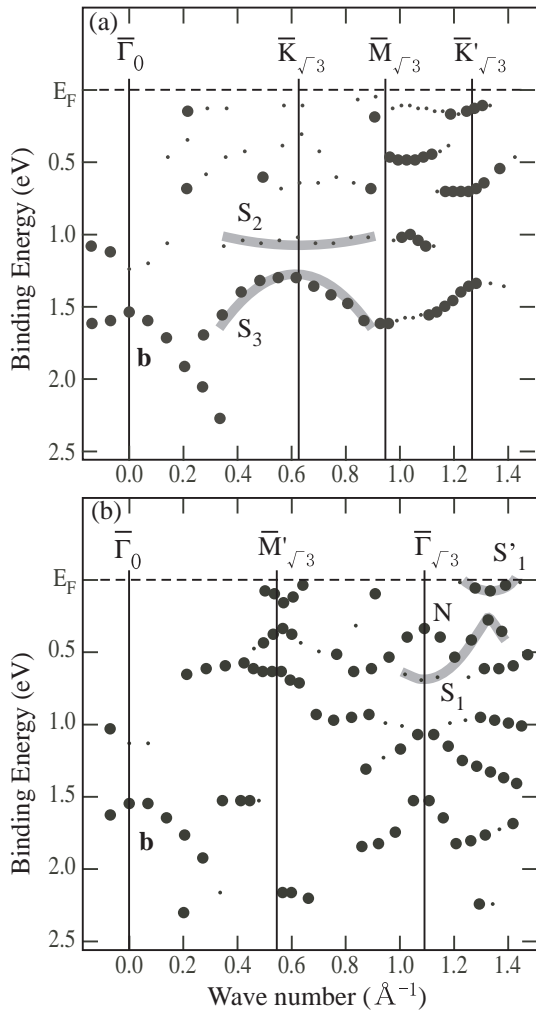 (a)
Γ̅₀ K̅√3 M̅√3 K̅'√3
E_F
0.5
1.0
1.5
2.0
2.5
Binding Energy (eV)
S₂
S₃
b
0.0 0.2 0.4 0.6 0.8 1.0 1.2 1.4
(b)
Γ̅₀ M̅'√3 Γ̅√3 S'₁
E_F
0.5
1.0
1.5
2.0
2.5
Binding Energy (eV)
N
S₁
b
0.0 0.2 0.4 0.6 0.8 1.0 1.2 1.4
Wave number (Å⁻¹)